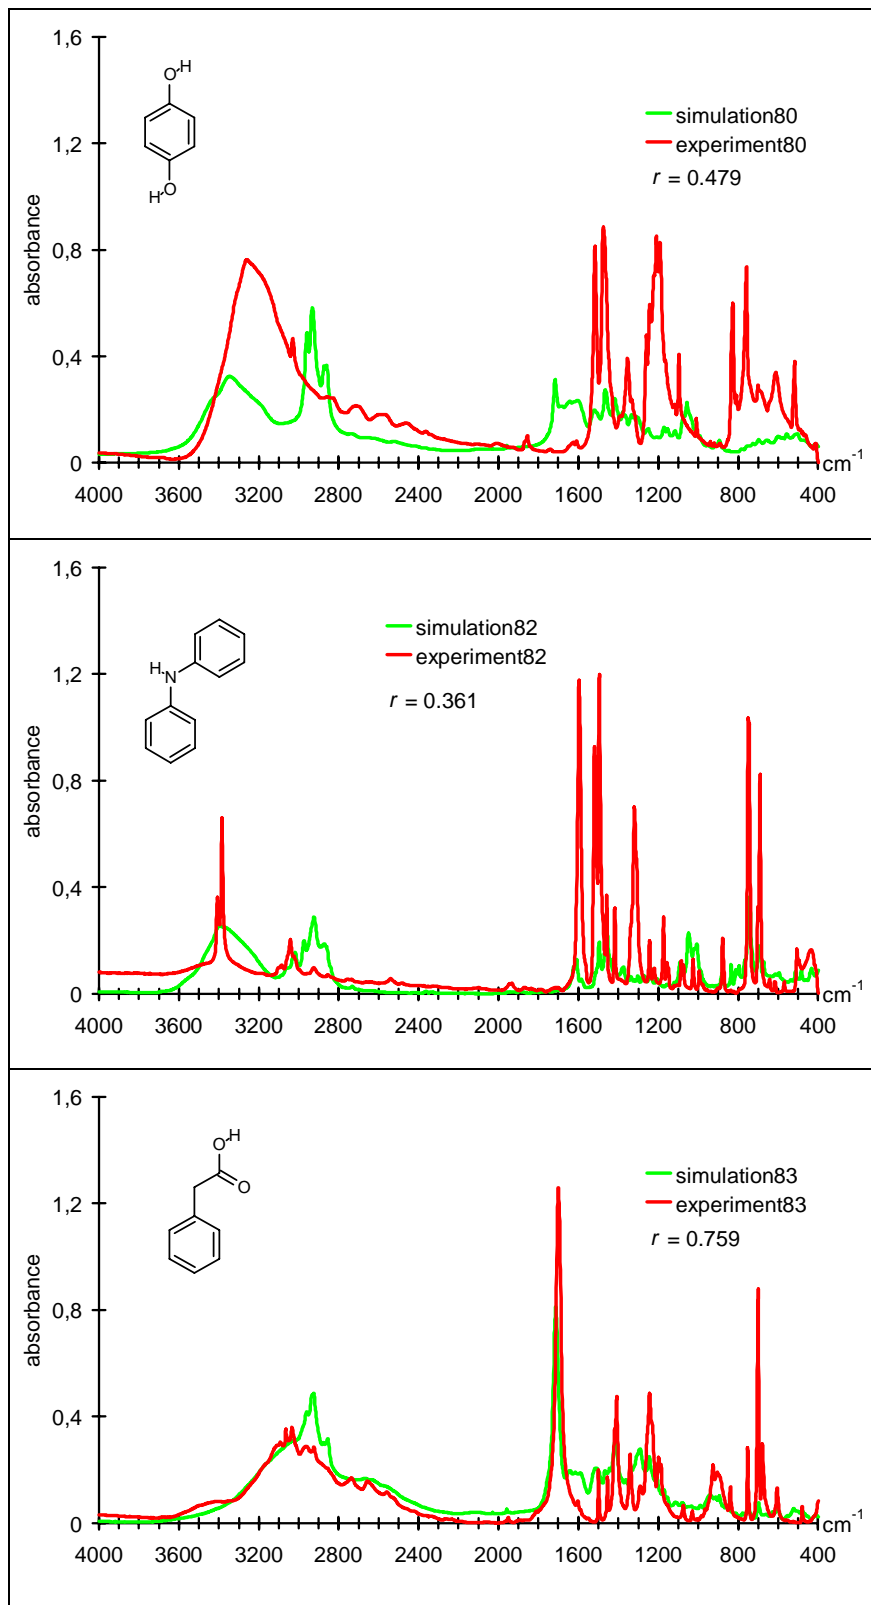 1,6
1,2
0,8
0,4
0
absorbance
O H
H O
simulation80
experiment80
r = 0.479
4000 3600 3200 2800 2400 2000 1600 1200 800 400
cm-1
1,6
1,2
0,8
0,4
0
absorbance
H N
simulation82
experiment82
r = 0.361
4000 3600 3200 2800 2400 2000 1600 1200 800 400
cm-1
1,6
1,2
0,8
0,4
0
absorbance
O H
O
simulation83
experiment83
r = 0.759
4000 3600 3200 2800 2400 2000 1600 1200 800 400
cm-1